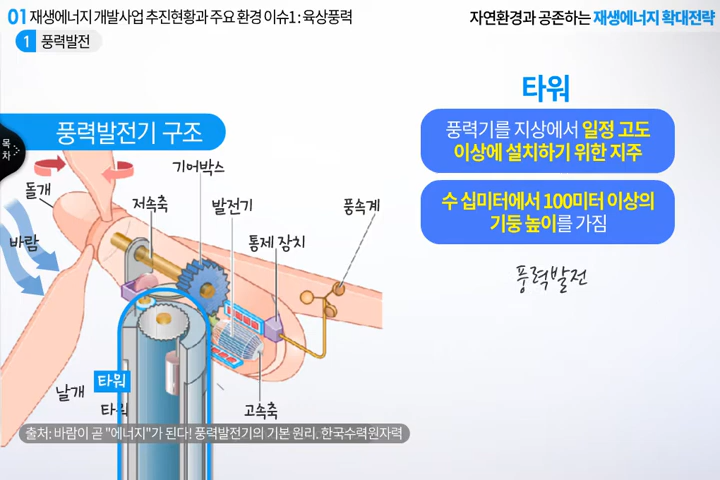 01 재생에너지 개발사업 추진현황과 주요 환경 이슈1 : 육상풍력
자연환경과 공존하는 재생에너지 확대전략
1 풍력발전
타워
풍력기를 지상에서 일정 고도
이상에 설치하기 위한 지주
수 십미터에서 100미터 이상의
기둥 높이를 가짐
풍력발전
목차
풍력발전기 구조
기어박스
돌개
저속축
발전기
풍속계
바람
통제 장치
날개
타워
타워
고속축
출처: 바람이 곧 "에너지"가 된다! 풍력발전기의 기본 원리. 한국수력원자력